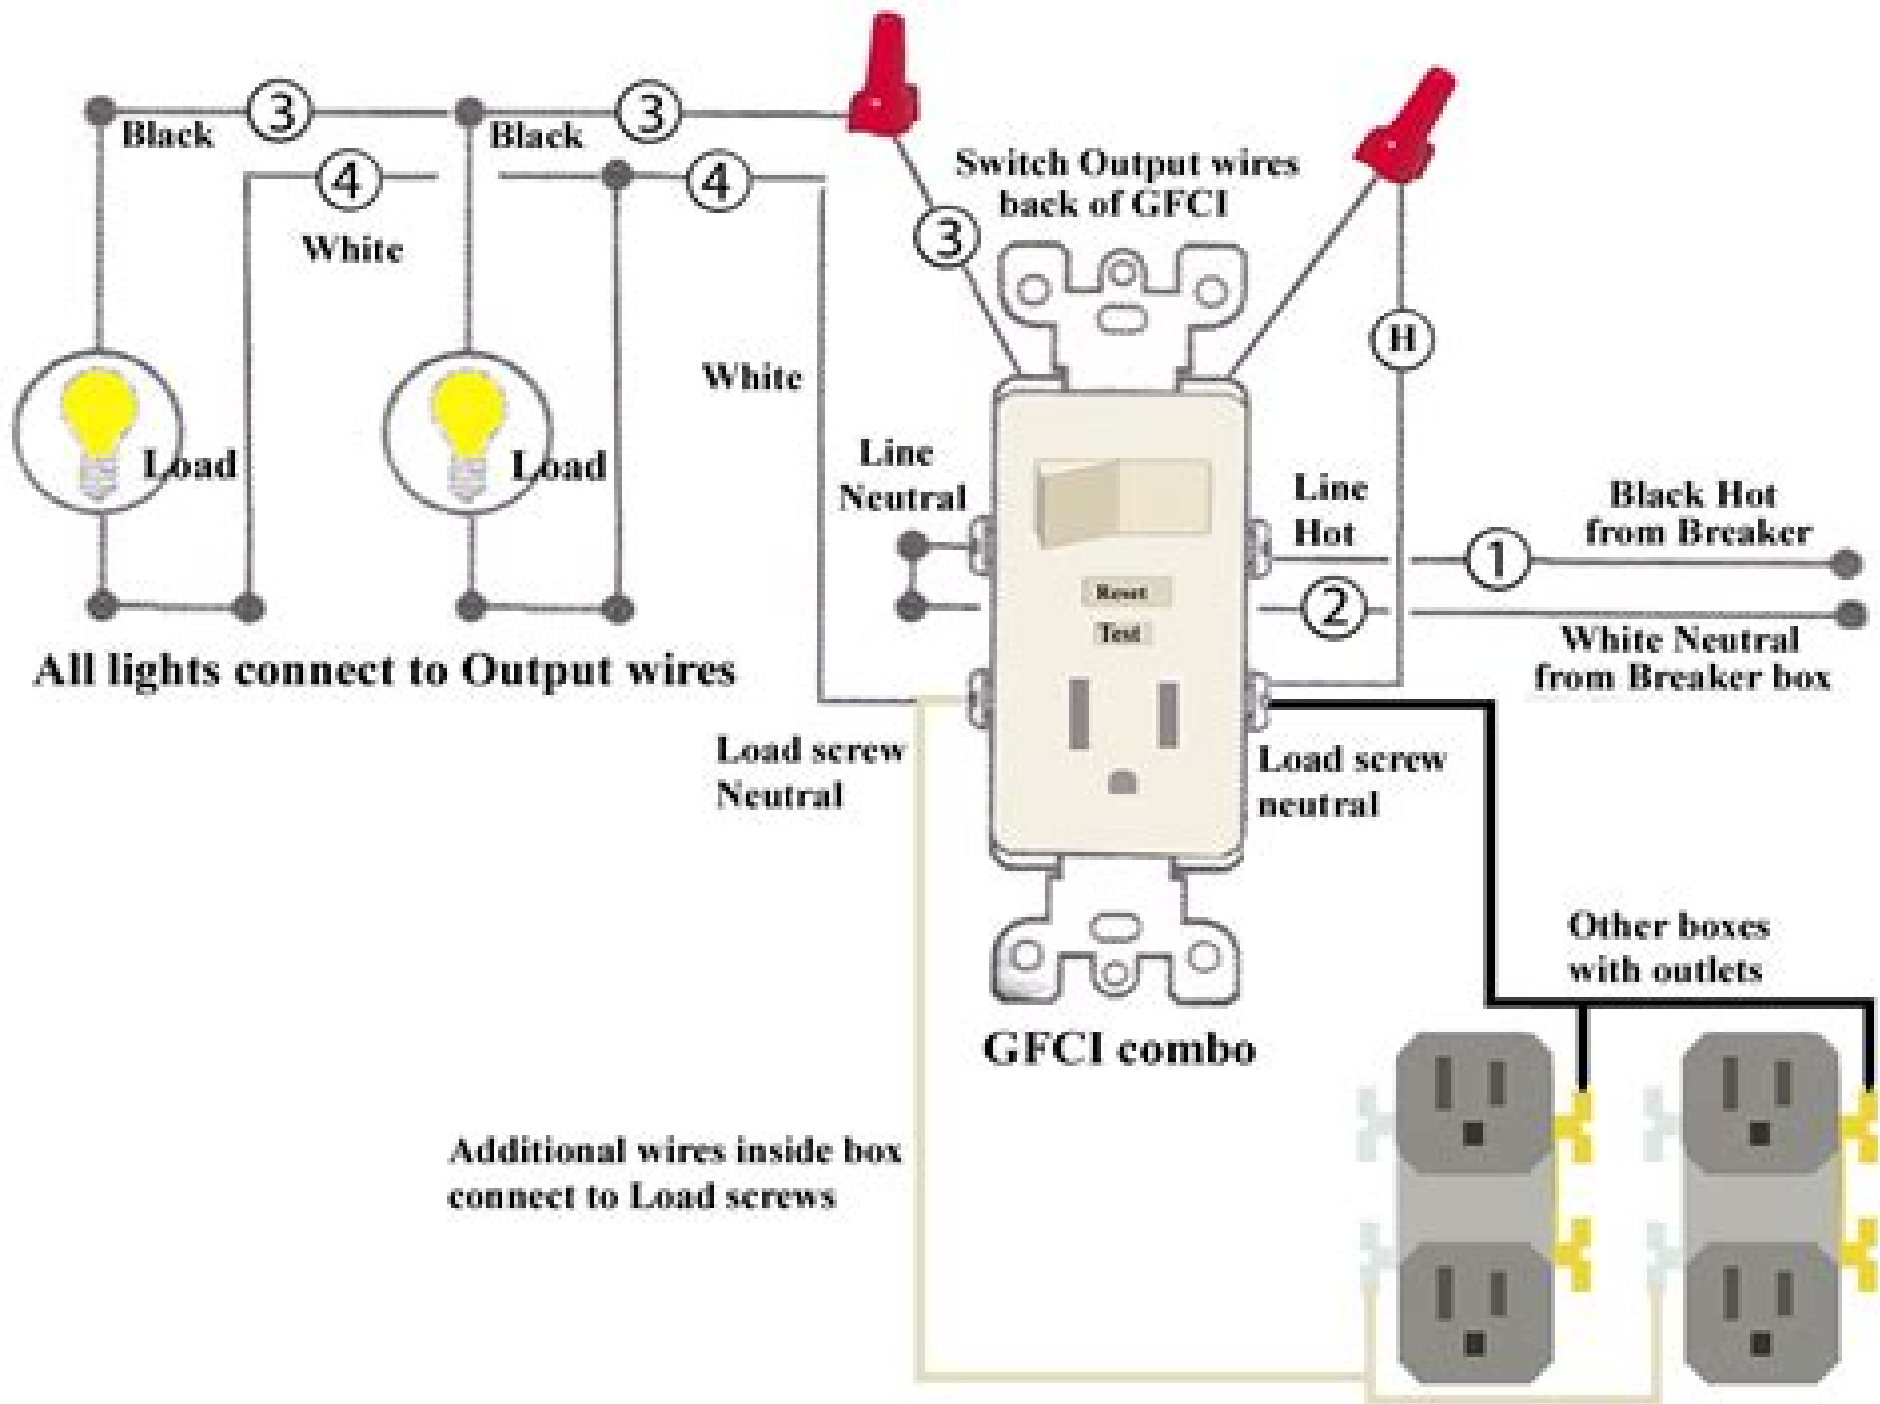 3
3
Black
Black
4
4
White
Switch Output wires
back of GFCI
3
H
White
Line
Neutral
Load
Load
Line
Hot
Black Hot
from Breaker
1
Reset
Test
2
All lights connect to Output wires
White Neutral
from Breaker box
Load screw
Neutral
Load screw
neutral
Other boxes
with outlets
GFCI combo
Additional wires inside box
connect to Load screws